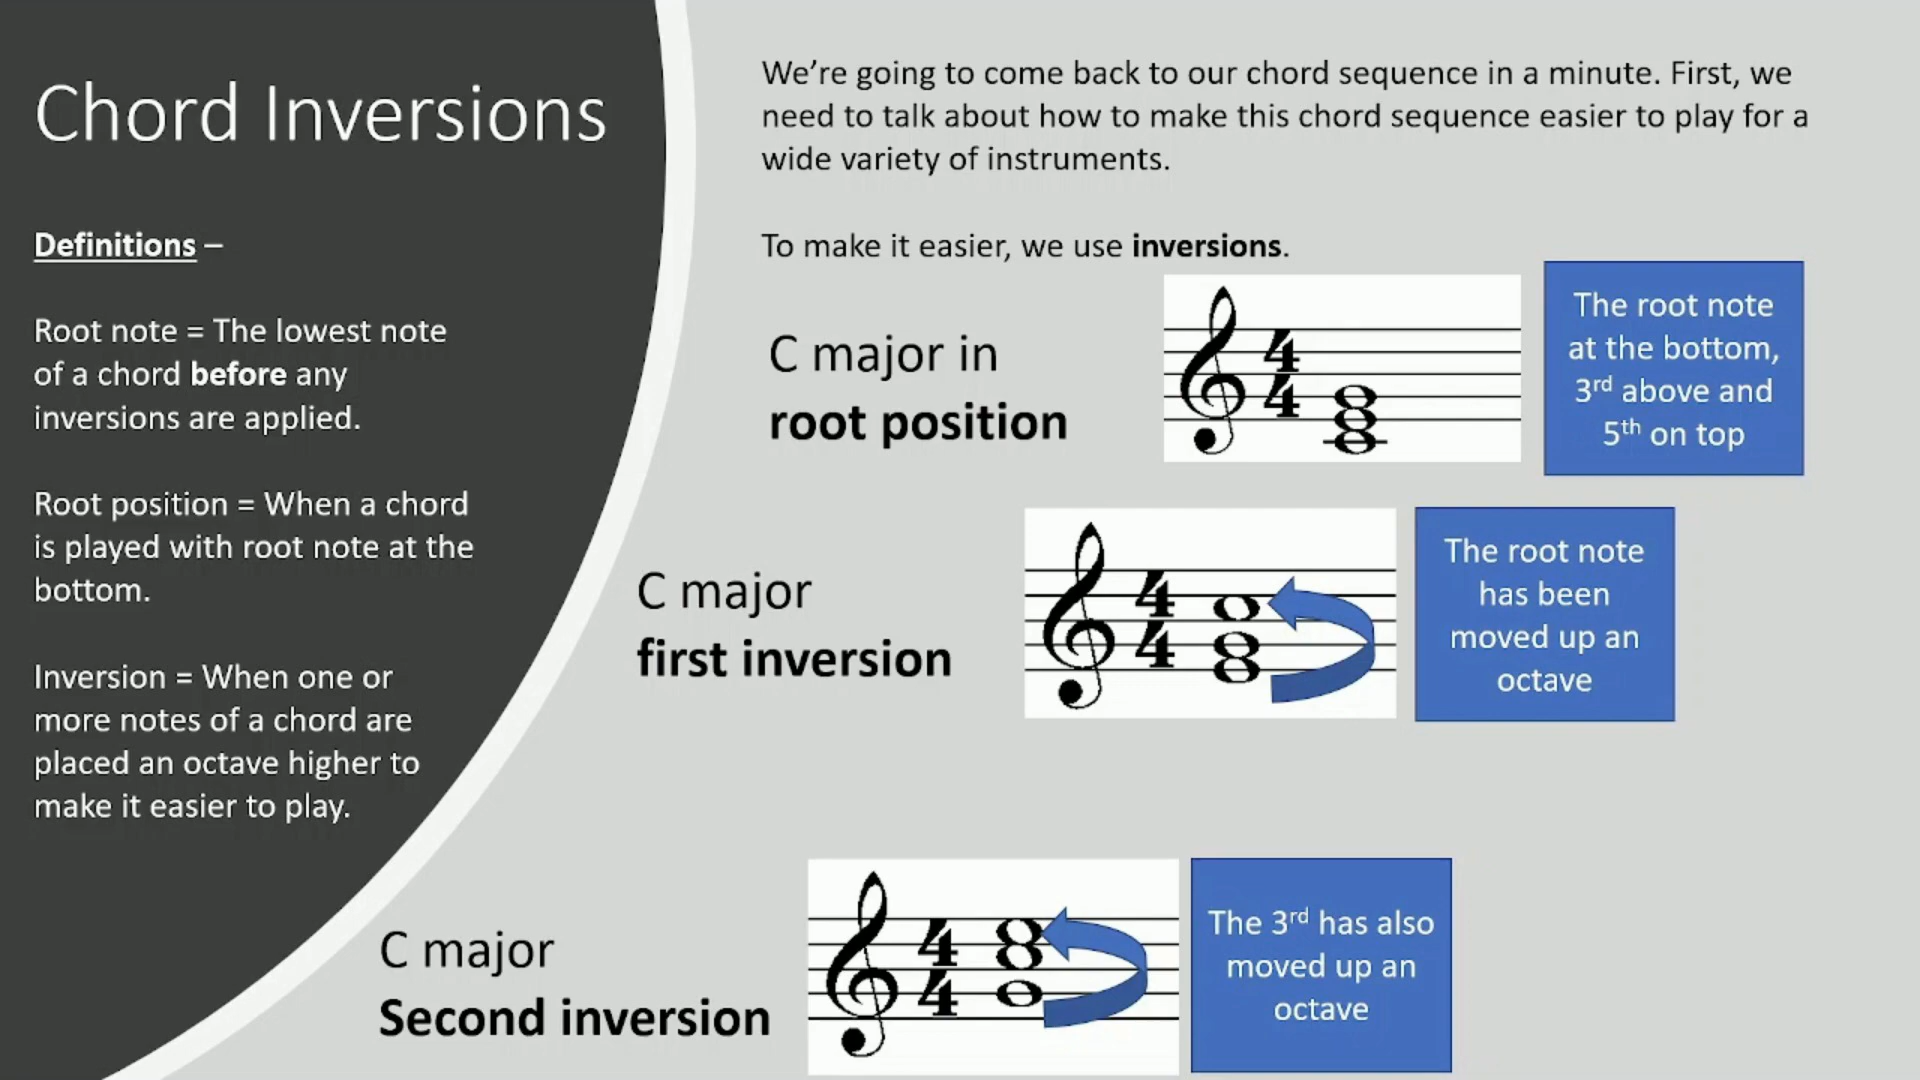 Chord Inversions
Definitions –
Root note = The lowest note
of a chord before any
inversions are applied.
Root position = When a chord
is played with root note at the
bottom.
Inversion = When one or
more notes of a chord are
placed an octave higher to
make it easier to play.
We’re going to come back to our chord sequence in a minute. First, we
need to talk about how to make this chord sequence easier to play for a
wide variety of instruments.
To make it easier, we use inversions.
C major in
root position
4
4
The root note
at the bottom,
3rd above and
5th on top
C major
first inversion
4
4
The root note
has been
moved up an
octave
C major
Second inversion
4
4
The 3rd has also
moved up an
octave